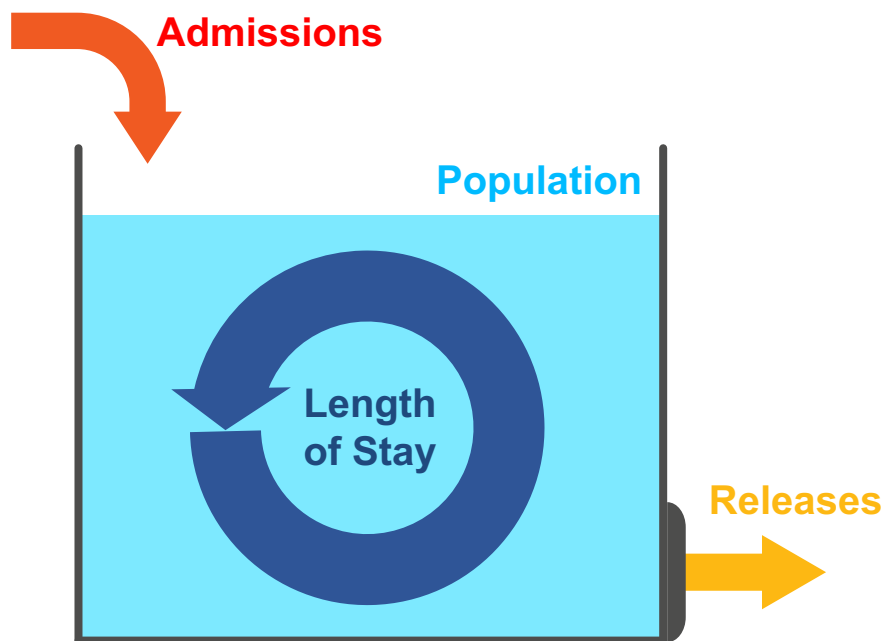 Admissions
Population
Length
of Stay
Releases